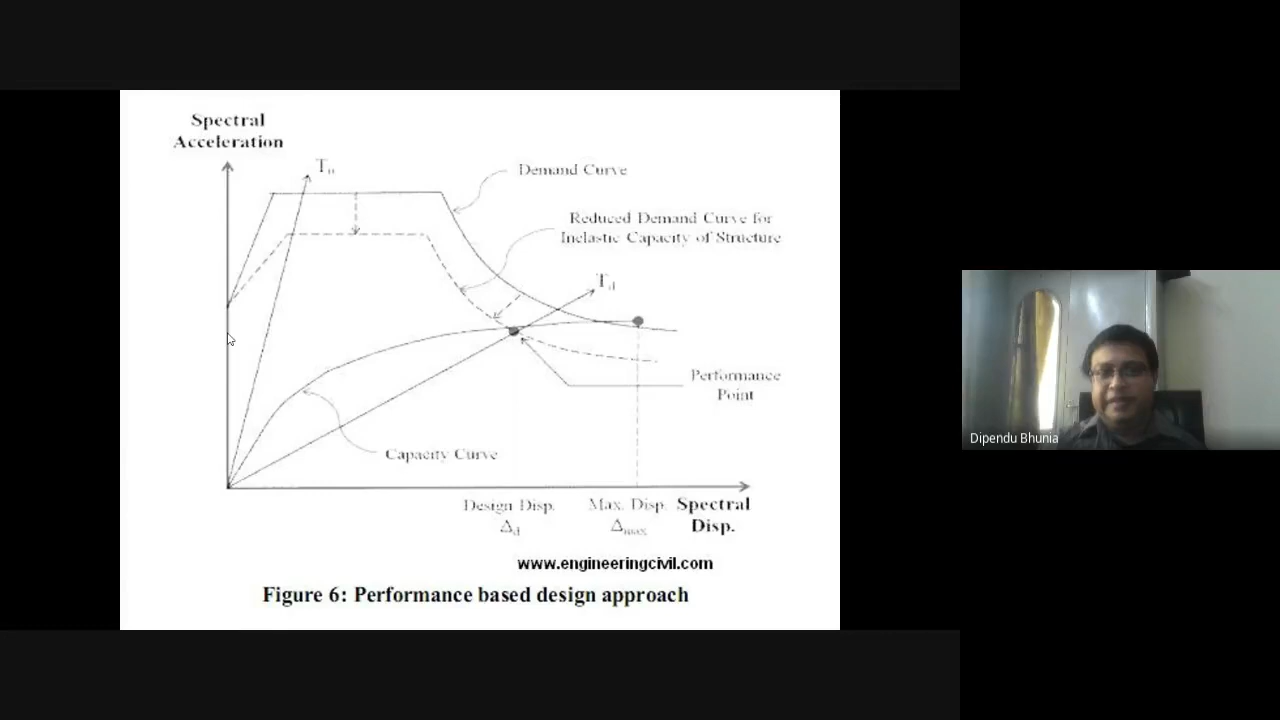 Spectral
Acceleration
Tₒ
Demand Curve
Reduced Demand Curve for
Inelastic Capacity of Structure
T_d
Performance
Point
Capacity Curve
Design Disp.
Δ_d
Max. Disp.
Δ_max
Spectral
Disp.
www.engineeringcivil.com
Figure 6: Performance based design approach
Dipendu Bhunia